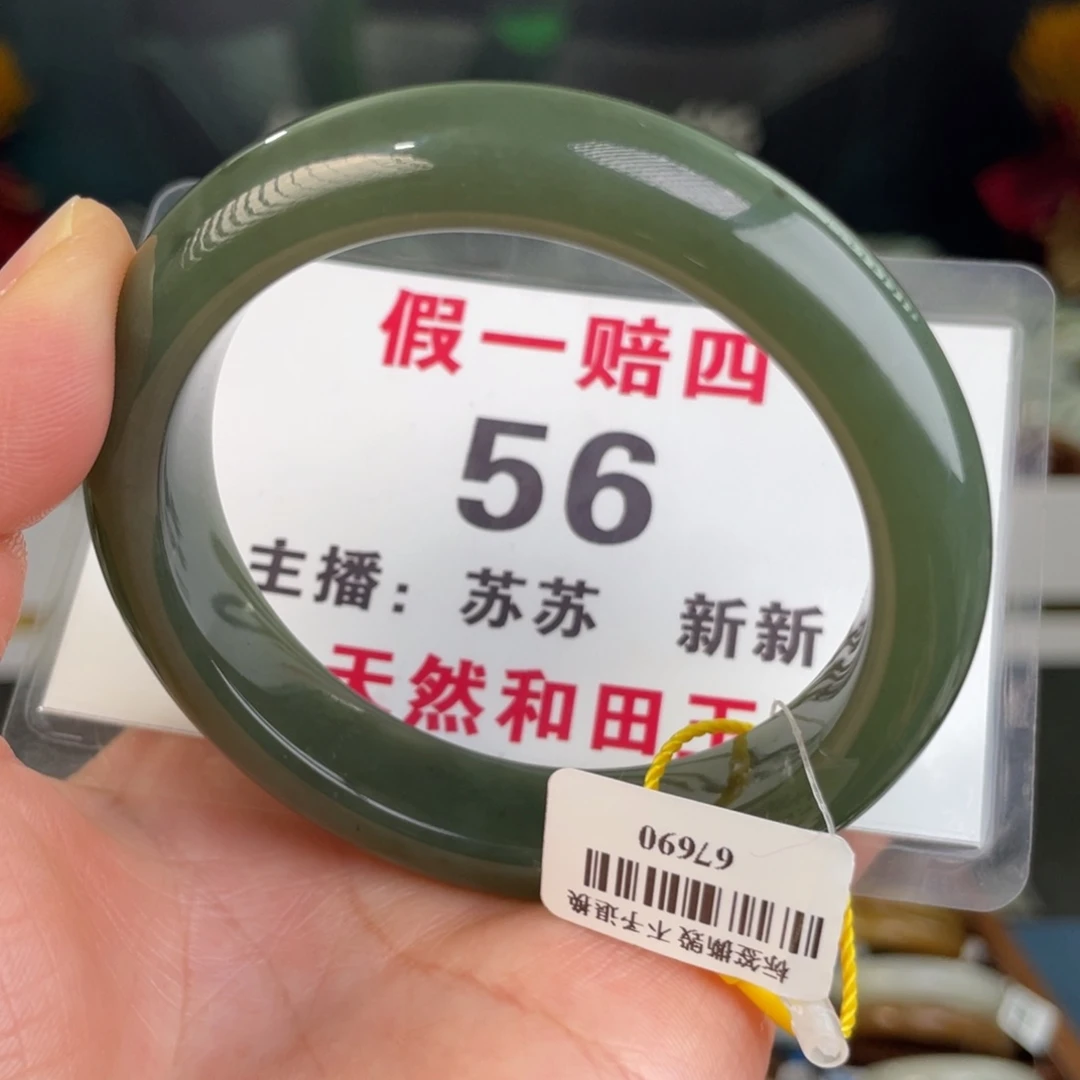 假一赔四
56
主播：苏苏 新新
天然和田玉
67690
标签撕毁不予退换